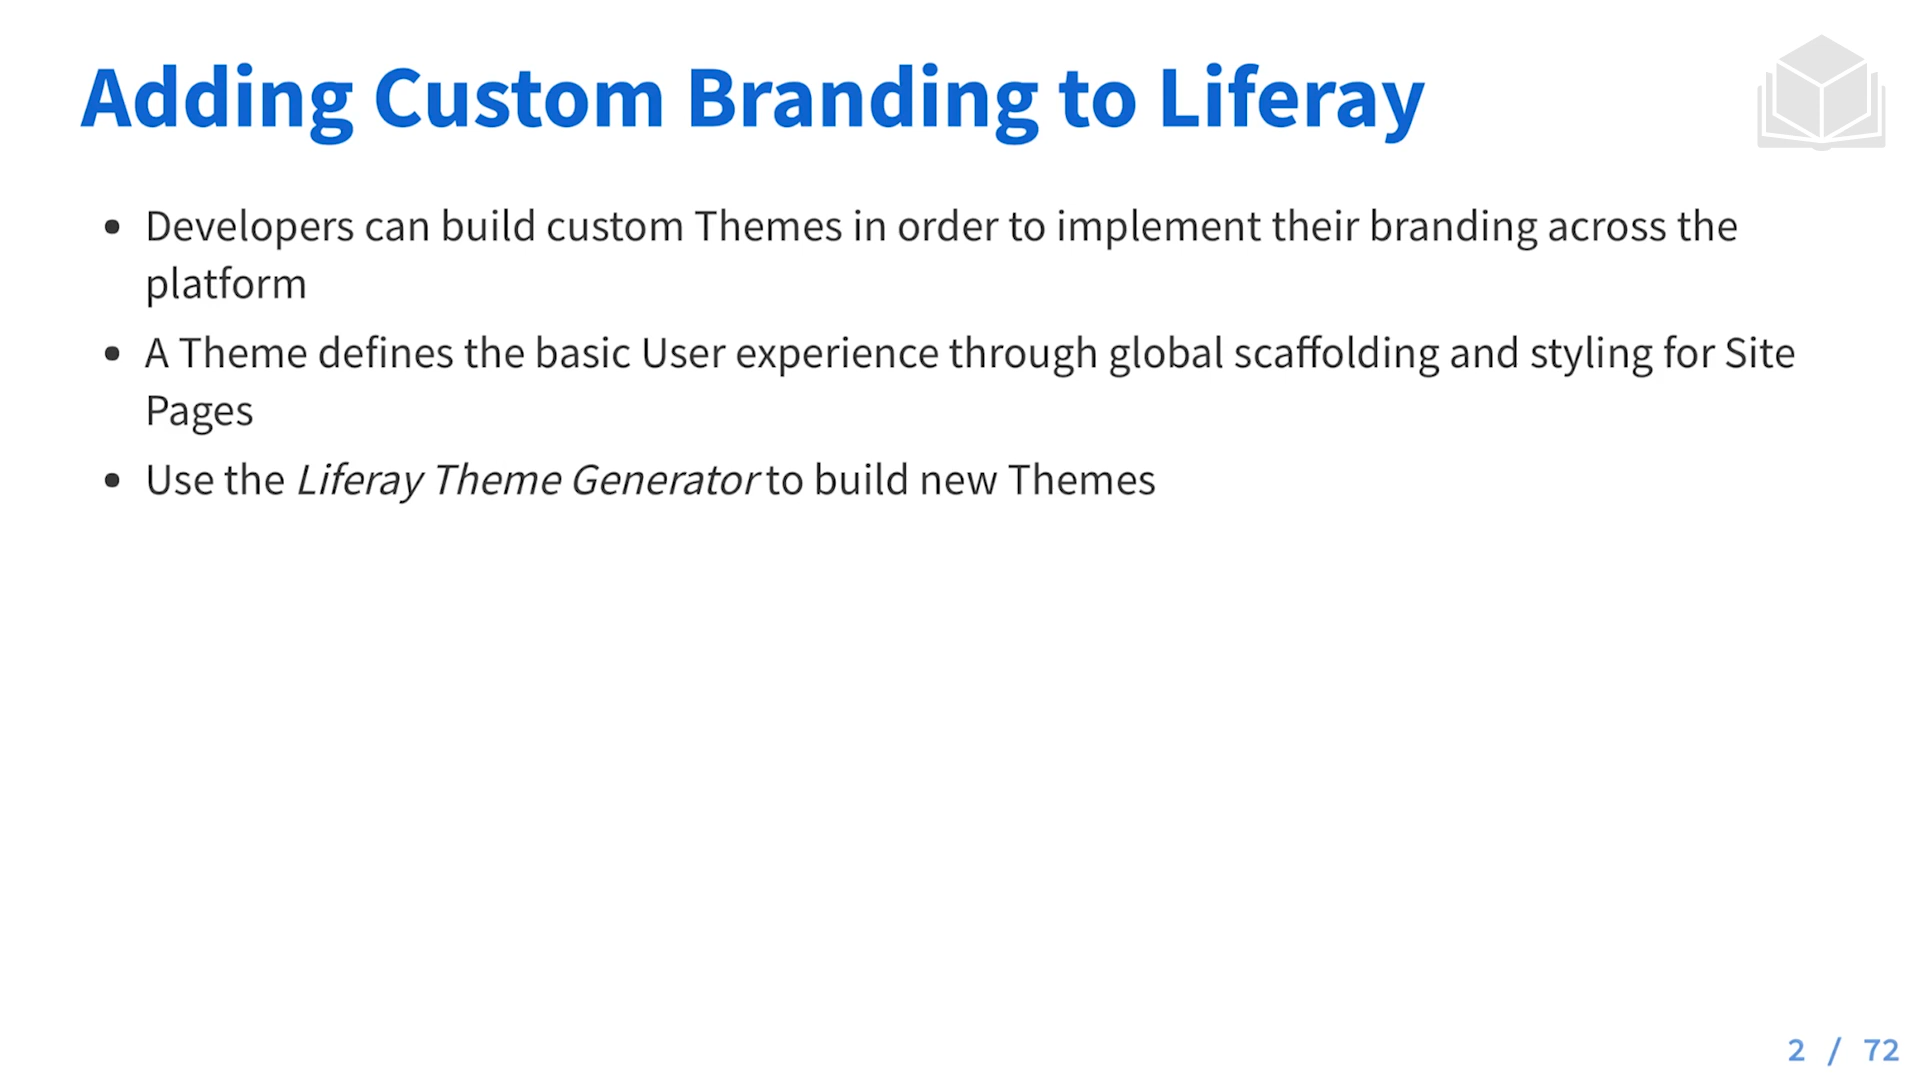 Adding Custom Branding to Liferay
• Developers can build custom Themes in order to implement their branding across the
platform
• A Theme defines the basic User experience through global scaffolding and styling for Site
Pages
• Use the Liferay Theme Generator to build new Themes
2 / 72